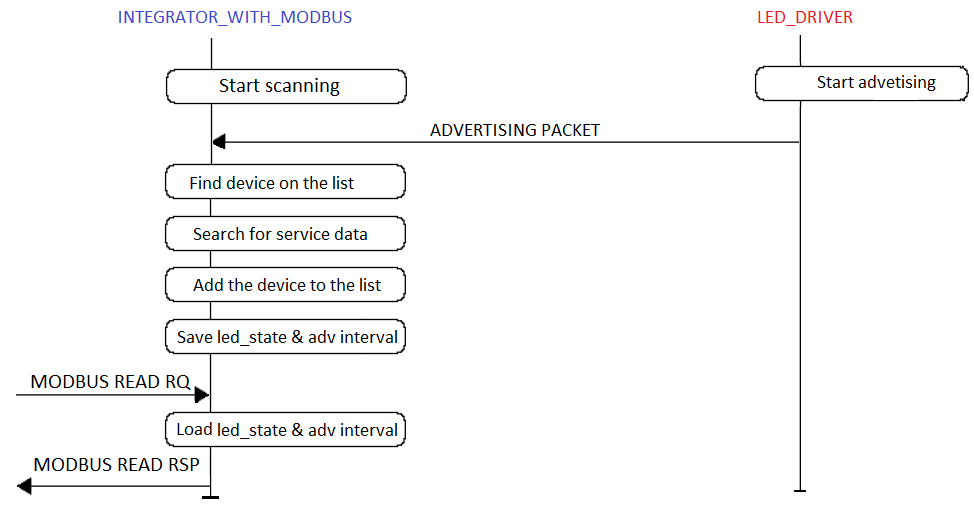 INTEGRATOR_WITH_MODBUS
LED_DRIVER
Start scanning
Start advetising
ADVERTISING PACKET
Find device on the list
Search for service data
Add the device to the list
Save led_state & adv interval
MODBUS READ RQ
Load led_state & adv interval
MODBUS READ RSP